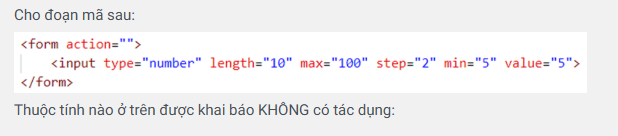 Cho đoạn mã sau:
<form action="">
<input type="number" length="10" max="100" step="2" min="5" value="5">
</form>
Thuộc tính nào ở trên được khai báo KHÔNG có tác dụng: